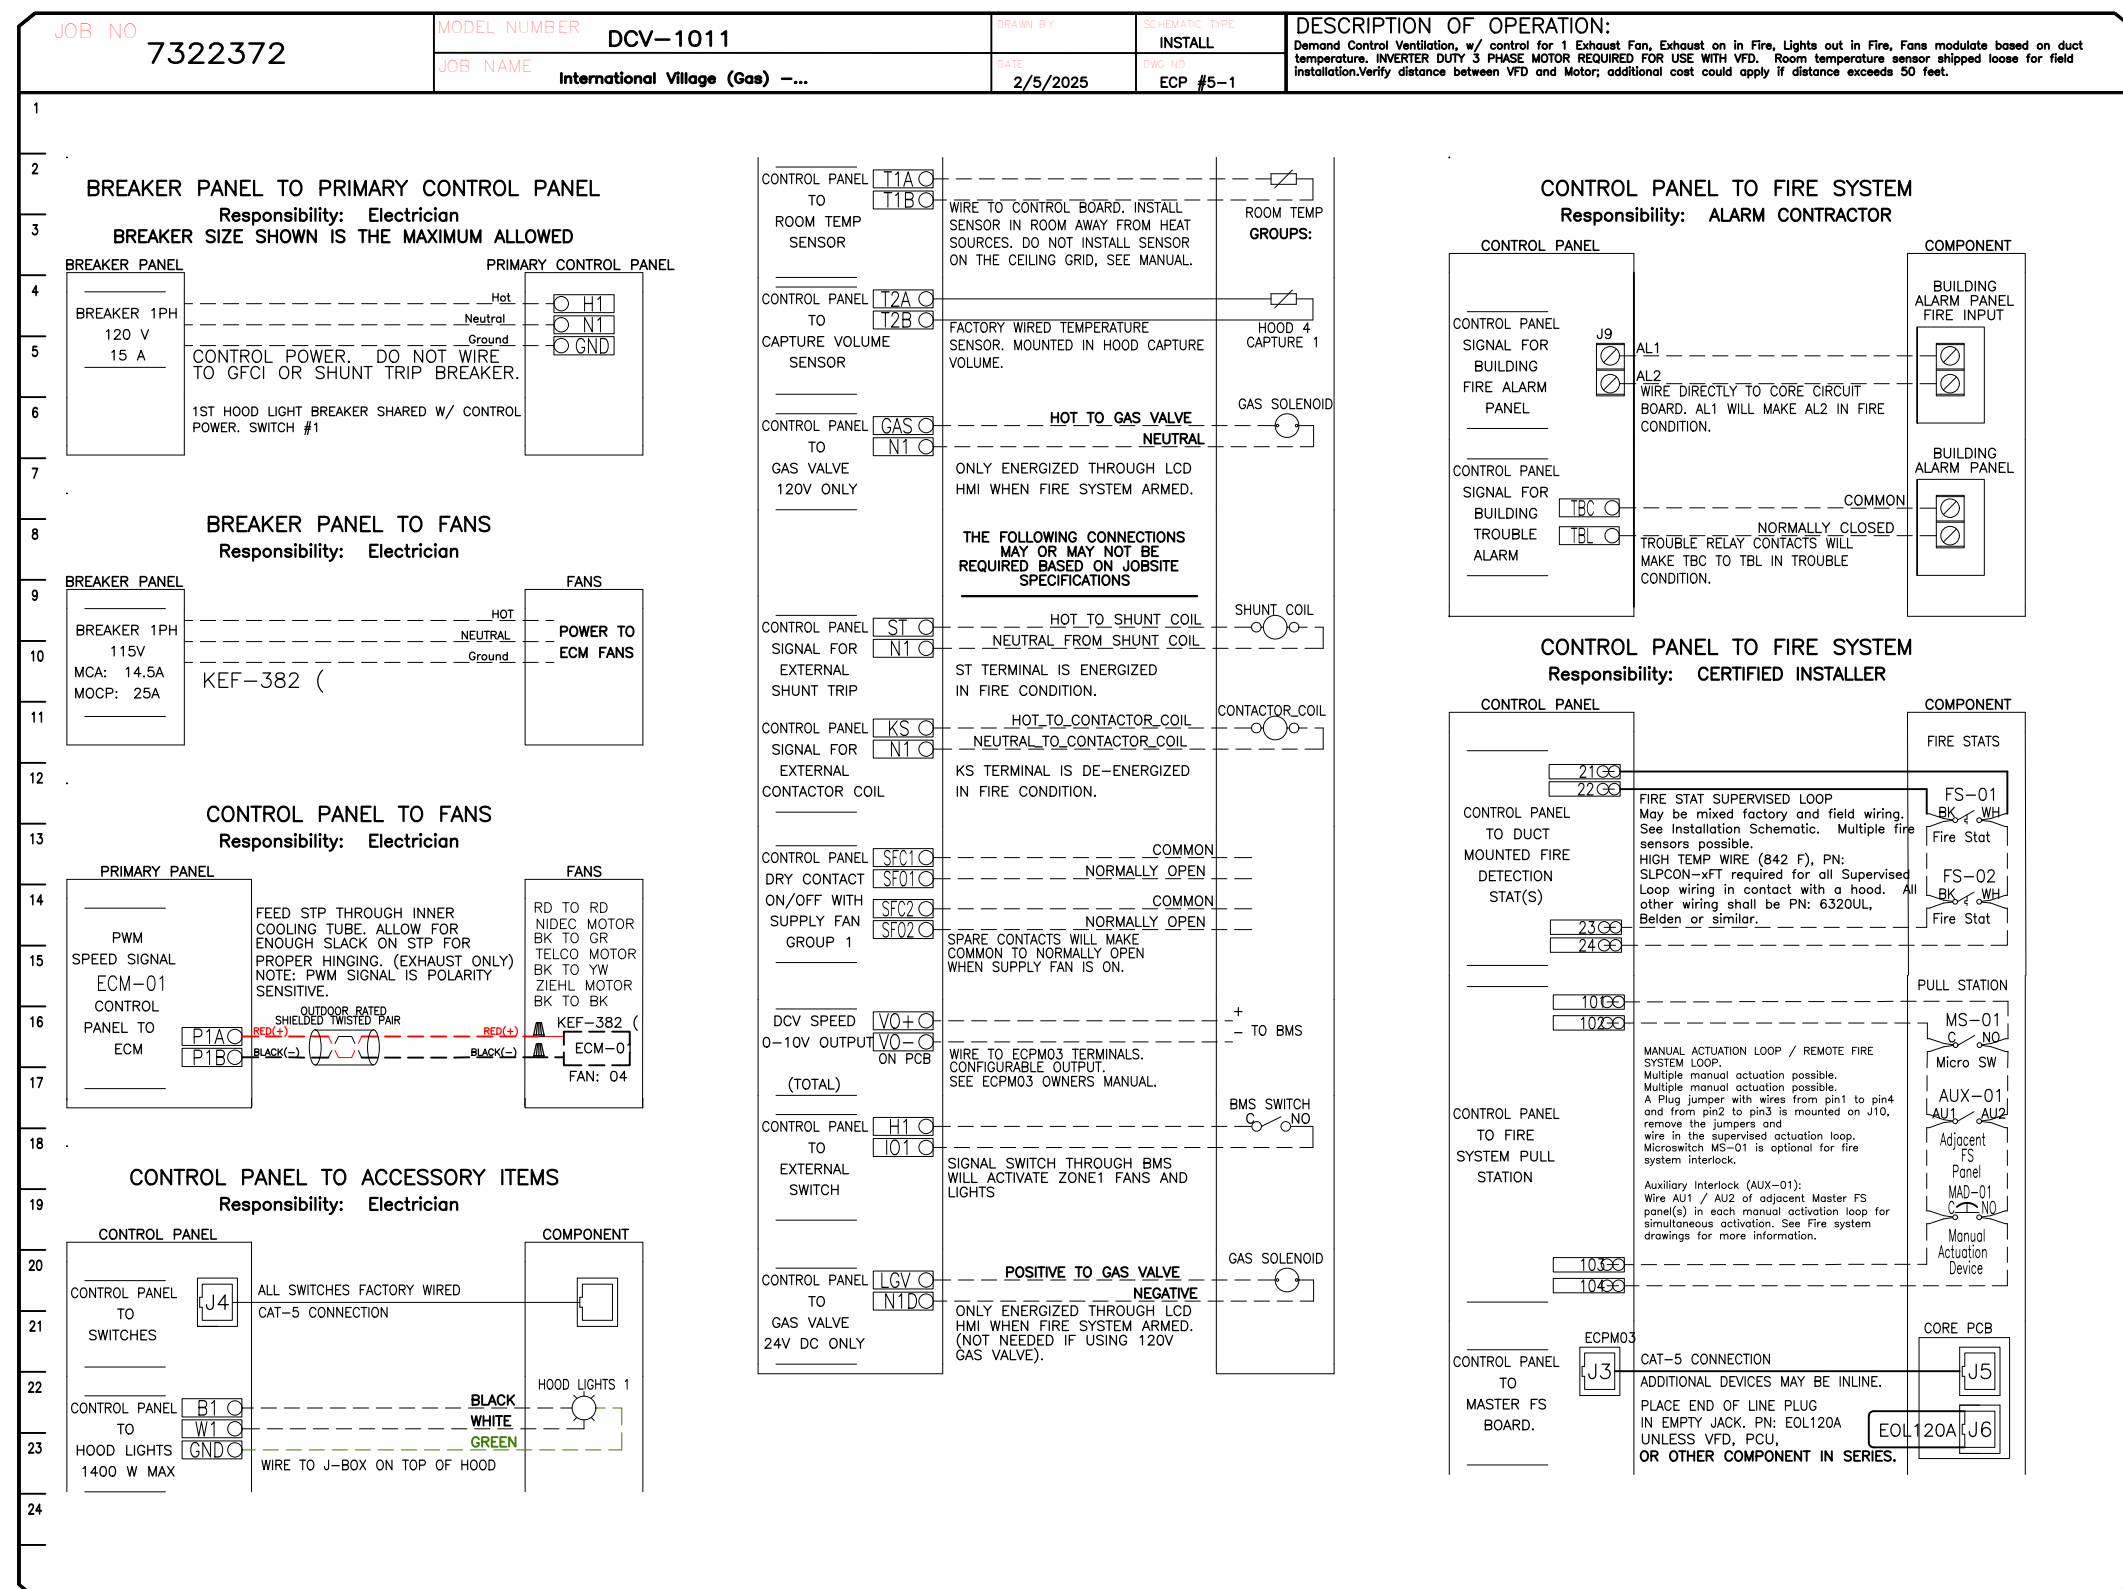 JOB NO
7322372
MODEL NUMBER
DCV-1011
JOB NAME
International Village (Gas) -...
DRAWN BY
SCHEMATIC TYPE
INSTALL
DATE
2/5/2025
DWG NO
ECP #5-1
DESCRIPTION OF OPERATION:
Demand Control Ventilation, w/ control for 1 Exhaust Fan, Exhaust on in Fire, Lights out in Fire, Fans modulate based on duct
temperature. INVERTER DUTY 3 PHASE MOTOR REQUIRED FOR USE WITH VFD. Room temperature sensor shipped loose for field
installation.Verify distance between VFD and Motor; additional cost could apply if distance exceeds 50 feet.
1
2
3
4
5
6
7
8
9
10
11
12
13
14
15
16
17
18
19
20
21
22
23
24
BREAKER PANEL TO PRIMARY CONTROL PANEL
Responsibility: Electrician
BREAKER SIZE SHOWN IS THE MAXIMUM ALLOWED
BREAKER PANEL
PRIMARY CONTROL PANEL
BREAKER 1PH
120 V
15 A
Hot
Neutral
Ground
H1
N1
GND
CONTROL POWER. DO NOT WIRE
TO GFCI OR SHUNT TRIP BREAKER.
1ST HOOD LIGHT BREAKER SHARED W/ CONTROL
POWER. SWITCH #1
BREAKER PANEL TO FANS
Responsibility: Electrician
BREAKER PANEL
FANS
BREAKER 1PH
115V
MCA: 14.5A
MOCP: 25A
HOT
NEUTRAL
Ground
POWER TO
ECM FANS
KEF-382 (
CONTROL PANEL TO FANS
Responsibility: Electrician
PRIMARY PANEL
FANS
PWM
SPEED SIGNAL
ECM-01
CONTROL
PANEL TO
ECM
P1A
P1B
FEED STP THROUGH INNER
COOLING TUBE. ALLOW FOR
ENOUGH SLACK ON STP FOR
PROPER HINGING. (EXHAUST ONLY)
NOTE: PWM SIGNAL IS POLARITY
SENSITIVE.
OUTDOOR RATED
SHIELDED TWISTED PAIR
RED(+)
RED(+)
BLACK(-)
BLACK(-)
RD TO RD
NIDEC MOTOR
BK TO GR
TELCO MOTOR
BK TO YW
ZIEHL MOTOR
BK TO BK
KEF-382 (
ECM-01
FAN: 04
CONTROL PANEL TO ACCESSORY ITEMS
Responsibility: Electrician
CONTROL PANEL
COMPONENT
CONTROL PANEL
TO
SWITCHES
J4
ALL SWITCHES FACTORY WIRED
CAT-5 CONNECTION
CONTROL PANEL
TO
HOOD LIGHTS
1400 W MAX
B1
W1
GND
BLACK
WHITE
GREEN
HOOD LIGHTS 1
WIRE TO J-BOX ON TOP OF HOOD
CONTROL PANEL
TO
ROOM TEMP
SENSOR
T1A
T1B
WIRE TO CONTROL BOARD. INSTALL
SENSOR IN ROOM AWAY FROM HEAT
SOURCES. DO NOT INSTALL SENSOR
ON THE CEILING GRID, SEE MANUAL.
ROOM TEMP
GROUPS:
CONTROL PANEL
TO
CAPTURE VOLUME
SENSOR
T2A
T2B
FACTORY WIRED TEMPERATURE
SENSOR. MOUNTED IN HOOD CAPTURE
VOLUME.
HOOD 4
CAPTURE 1
CONTROL PANEL
TO
GAS VALVE
120V ONLY
GAS
N1
HOT TO GAS VALVE
NEUTRAL
GAS SOLENOID
ONLY ENERGIZED THROUGH LCD
HMI WHEN FIRE SYSTEM ARMED.
THE FOLLOWING CONNECTIONS
MAY OR MAY NOT BE
REQUIRED BASED ON JOBSITE
SPECIFICATIONS
CONTROL PANEL
SIGNAL FOR
EXTERNAL
SHUNT TRIP
ST
N1
HOT TO SHUNT COIL
NEUTRAL FROM SHUNT COIL
SHUNT COIL
ST TERMINAL IS ENERGIZED
IN FIRE CONDITION.
CONTROL PANEL
SIGNAL FOR
EXTERNAL
CONTACTOR COIL
KS
N1
HOT_TO_CONTACTOR_COIL
NEUTRAL_TO_CONTACTOR_COIL
CONTACTOR_COIL
KS TERMINAL IS DE-ENERGIZED
IN FIRE CONDITION.
CONTROL PANEL
DRY CONTACT
ON/OFF WITH
SUPPLY FAN
GROUP 1
SFC1
SFO1
SFC2
SFO2
COMMON
NORMALLY OPEN
COMMON
NORMALLY OPEN
SPARE CONTACTS WILL MAKE
COMMON TO NORMALLY OPEN
WHEN SUPPLY FAN IS ON.
DCV SPEED
0-10V OUTPUT
(TOTAL)
VO+
VO-
ON PCB
+
- TO BMS
WIRE TO ECPM03 TERMINALS.
CONFIGURABLE OUTPUT.
SEE ECPM03 OWNERS MANUAL.
CONTROL PANEL
TO
EXTERNAL
SWITCH
H1
IO1
BMS SWITCH
C NO
SIGNAL SWITCH THROUGH BMS
WILL ACTIVATE ZONE1 FANS AND
LIGHTS
CONTROL PANEL
TO
GAS VALVE
24V DC ONLY
LGV
N1D
POSITIVE TO GAS VALVE
NEGATIVE
GAS SOLENOID
ONLY ENERGIZED THROUGH LCD
HMI WHEN FIRE SYSTEM ARMED.
(NOT NEEDED IF USING 120V
GAS VALVE).
CONTROL PANEL TO FIRE SYSTEM
Responsibility: ALARM CONTRACTOR
CONTROL PANEL
COMPONENT
CONTROL PANEL
SIGNAL FOR
BUILDING
FIRE ALARM
PANEL
J9
AL1
AL2
WIRE DIRECTLY TO CORE CIRCUIT
BOARD. AL1 WILL MAKE AL2 IN FIRE
CONDITION.
BUILDING
ALARM PANEL
FIRE INPUT
CONTROL PANEL
SIGNAL FOR
BUILDING
TROUBLE
ALARM
TBC
TBL
COMMON
NORMALLY CLOSED
TROUBLE RELAY CONTACTS WILL
MAKE TBC TO TBL IN TROUBLE
CONDITION.
BUILDING
ALARM PANEL
CONTROL PANEL TO FIRE SYSTEM
Responsibility: CERTIFIED INSTALLER
CONTROL PANEL
COMPONENT
CONTROL PANEL
TO DUCT
MOUNTED FIRE
DETECTION
STAT(S)
21
22
23
24
FIRE STAT SUPERVISED LOOP
May be mixed factory and field wiring.
See Installation Schematic. Multiple fire
sensors possible.
HIGH TEMP WIRE (842 F), PN:
SLPCON-xFT required for all Supervised
Loop wiring in contact with a hood. All
other wiring shall be PN: 6320UL,
Belden or similar.
FIRE STATS
FS-01
BK WH
Fire Stat
FS-02
BK WH
Fire Stat
CONTROL PANEL
TO FIRE
SYSTEM PULL
STATION
101
102
103
104
MANUAL ACTUATION LOOP / REMOTE FIRE
SYSTEM LOOP.
Multiple manual actuation possible.
Multiple manual actuation possible.
A Plug jumper with wires from pin1 to pin4
and from pin2 to pin3 is mounted on J10,
remove the jumpers and
wire in the supervised actuation loop.
Microswitch MS-01 is optional for fire
system interlock.
Auxiliary Interlock (AUX-01):
Wire AU1 / AU2 of adjacent Master FS
panel(s) in each manual activation loop for
simultaneous activation. See Fire system
drawings for more information.
PULL STATION
MS-01
C NO
Micro SW
AUX-01
AU1 AU2
Adjacent
FS
Panel
MAD-01
C NO
Manual
Actuation
Device
CONTROL PANEL
TO
MASTER FS
BOARD.
ECPM03
J3
CAT-5 CONNECTION
ADDITIONAL DEVICES MAY BE INLINE.
PLACE END OF LINE PLUG
IN EMPTY JACK. PN: EOL120A
UNLESS VFD, PCU,
OR OTHER COMPONENT IN SERIES.
CORE PCB
J5
EOL120A
J6